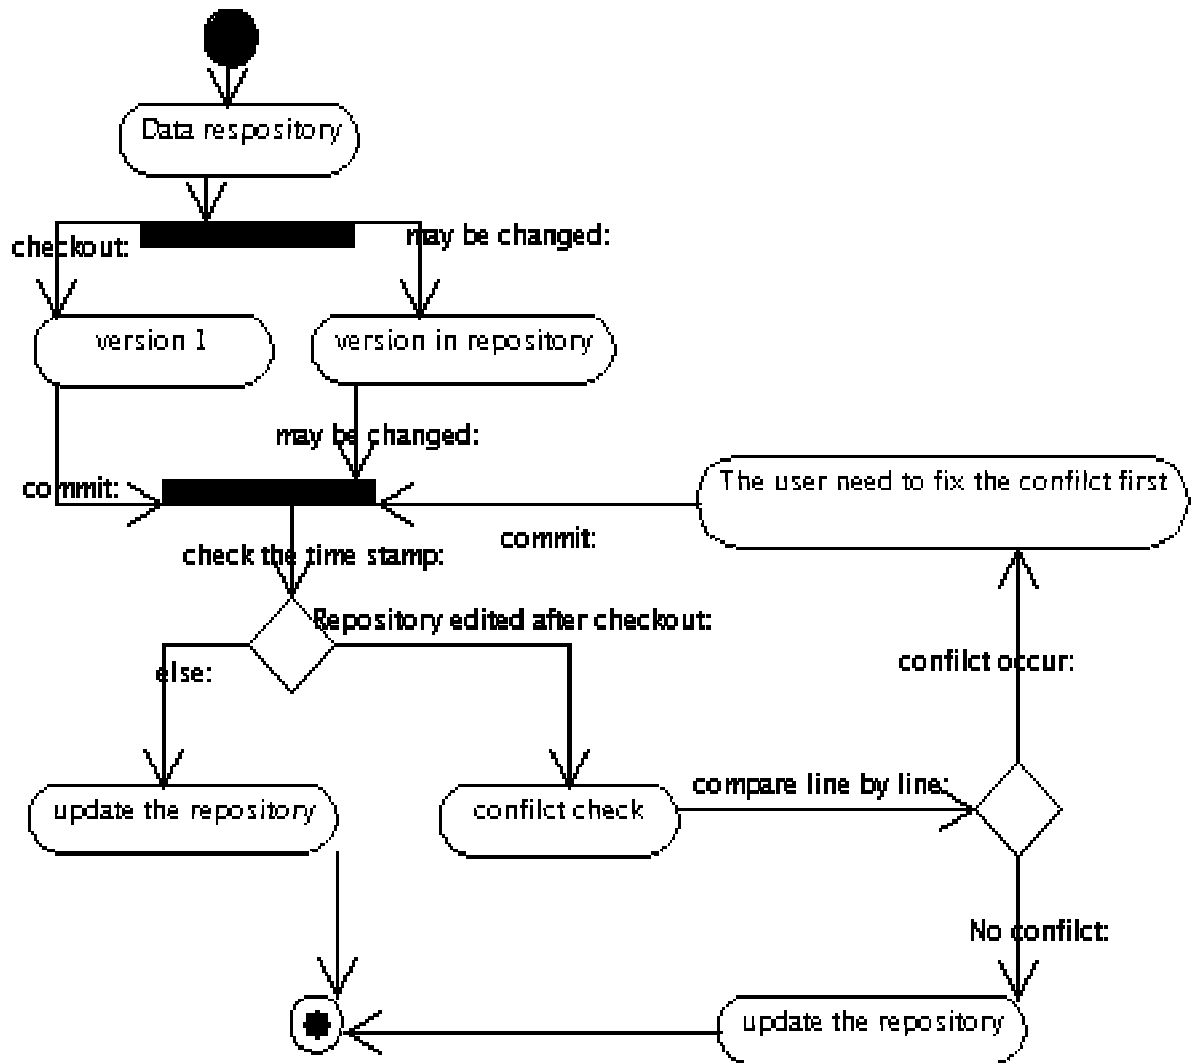 Data respository
checkout:
may be changed:
version 1
version in repository
may be changed:
commit:
The user need to fix the confilct first
commit:
check the time stamp:
Repository edited after checkout:
else:
confilct occur:
compare line by line:
update the repository
confilct check
No confilct:
update the repository